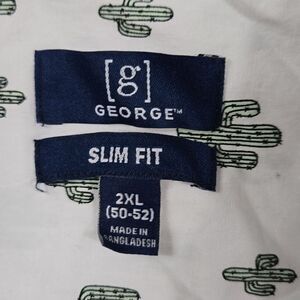 [g]
GEORGE™
SLIM FIT
2XL
(50-52)
MADE IN
BANGLADESH